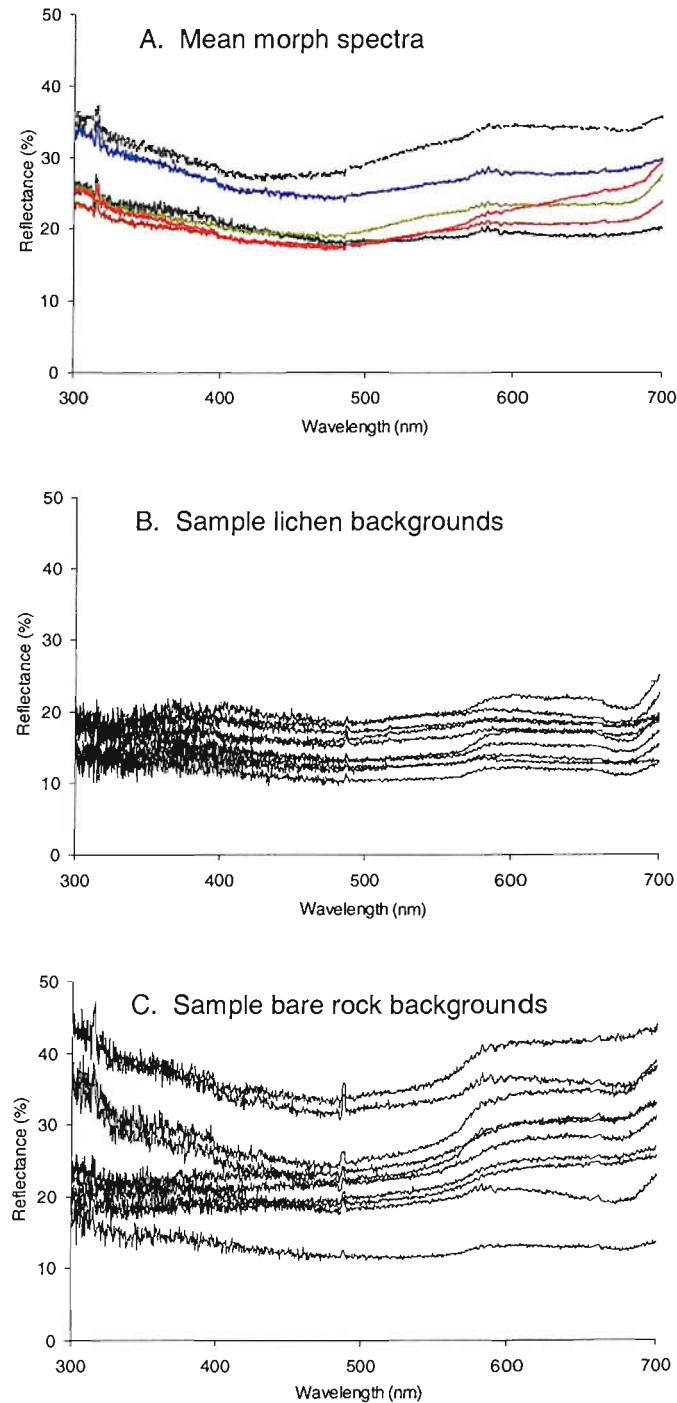 A. Mean morph spectra
50
40
30
20
10
0
Reflectance (%)
300 400 500 600 700
Wavelength (nm)
B. Sample lichen backgrounds
50
40
30
20
10
0
Reflectance (%)
300 400 500 600 700
Wavelength (nm)
C. Sample bare rock backgrounds
50
40
30
20
10
0
Reflectance (%)
300 400 500 600 700
Wavelength (nm)